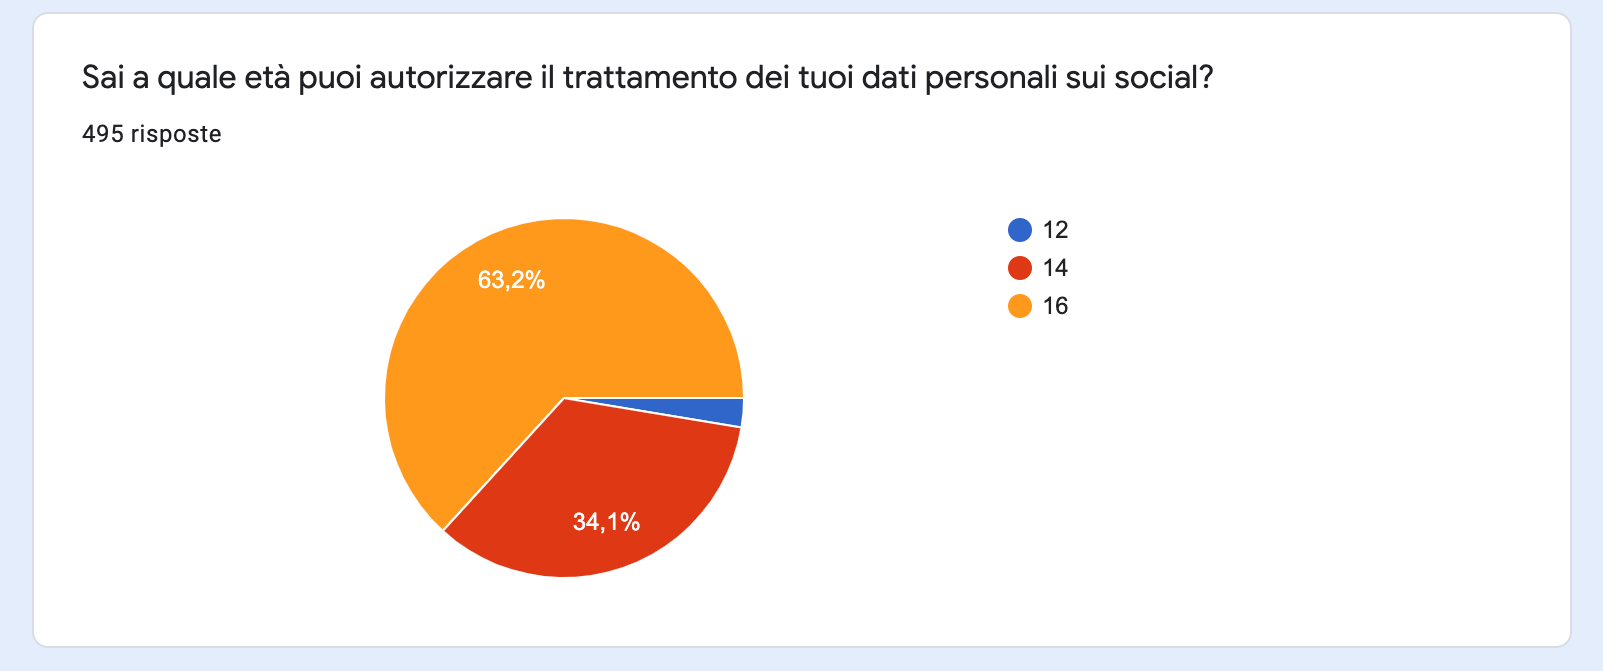 Sai a quale età puoi autorizzare il trattamento dei tuoi dati personali sui social?
495 risposte
63,2%
34,1%
12
14
16